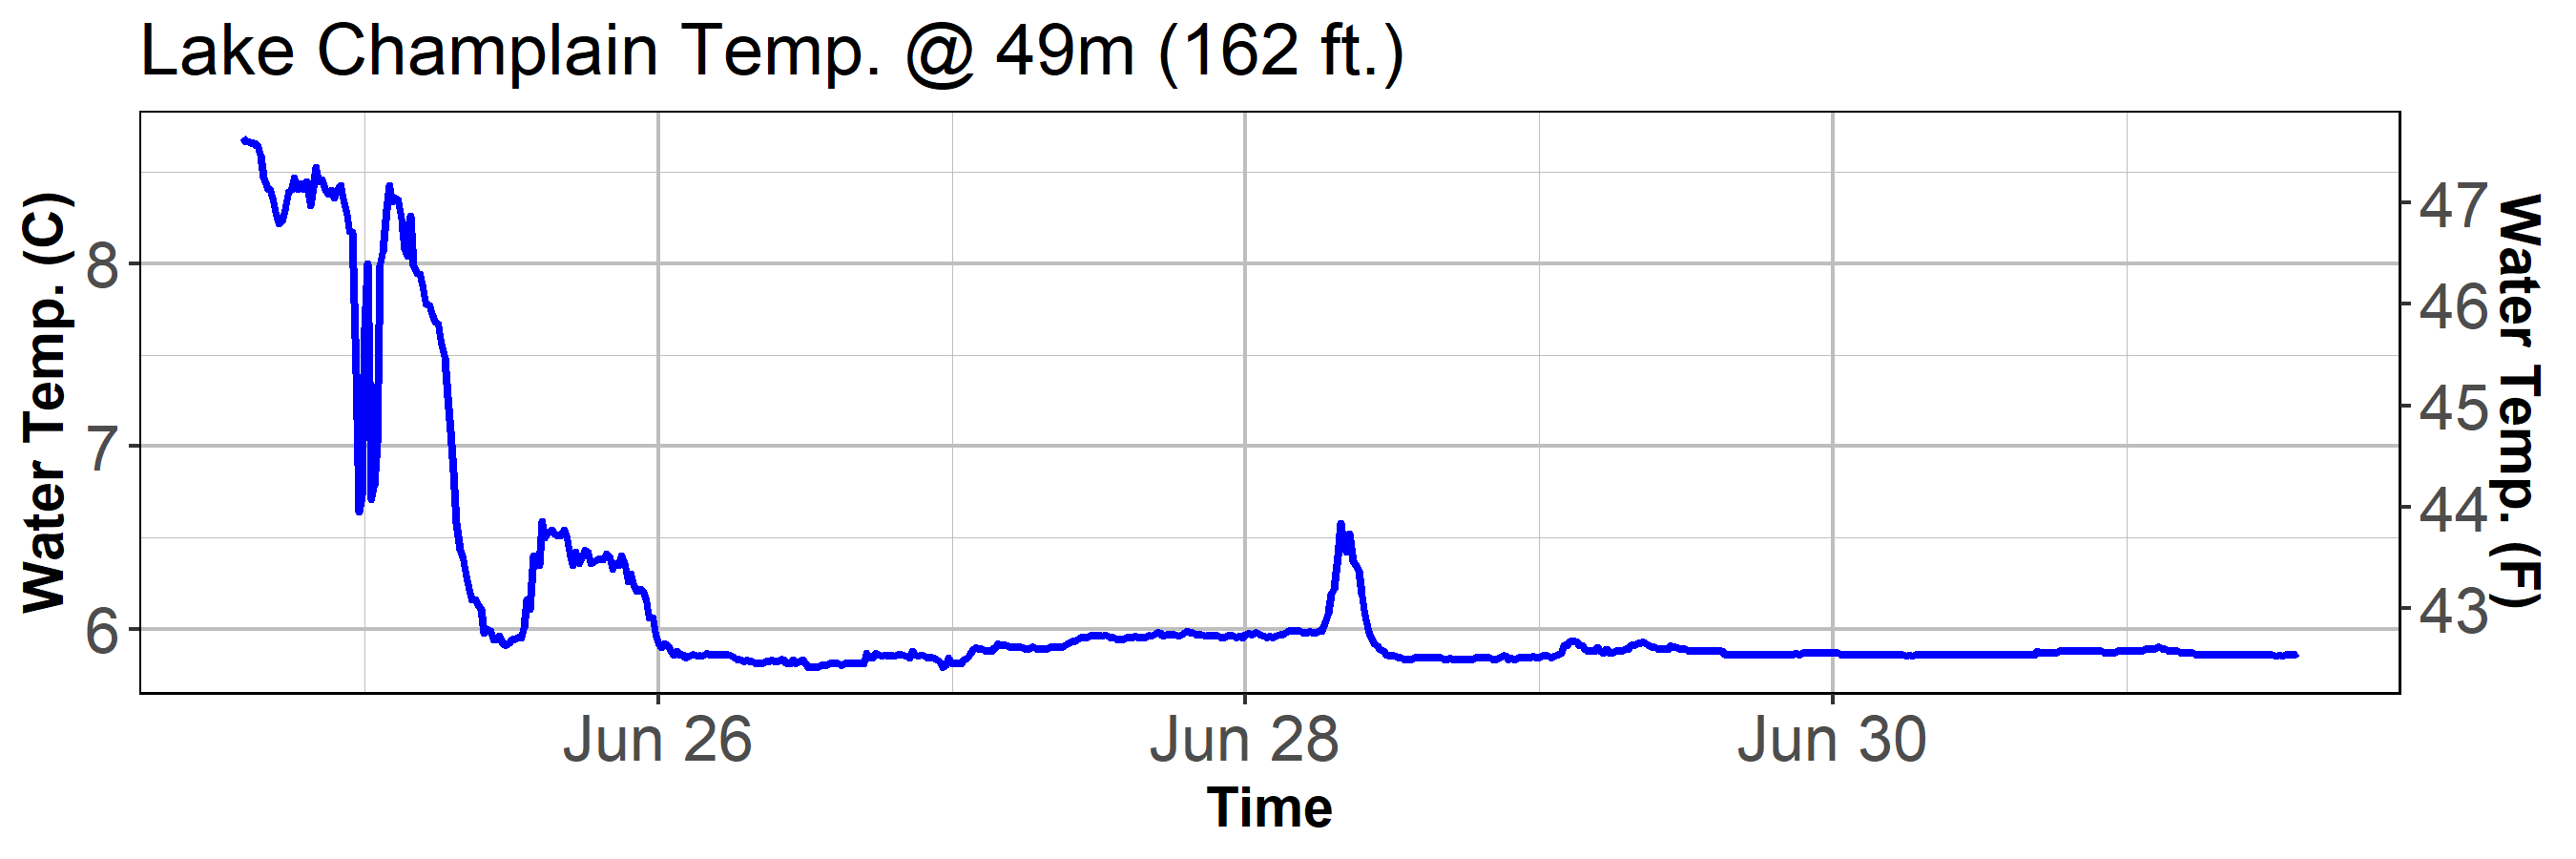 Lake Champlain Temp. @ 49m (162 ft.)
Water Temp. (C)
8
7
6
47
46
45
44
43
Water Temp. (F)
Jun 26 Jun 28 Jun 30
Time